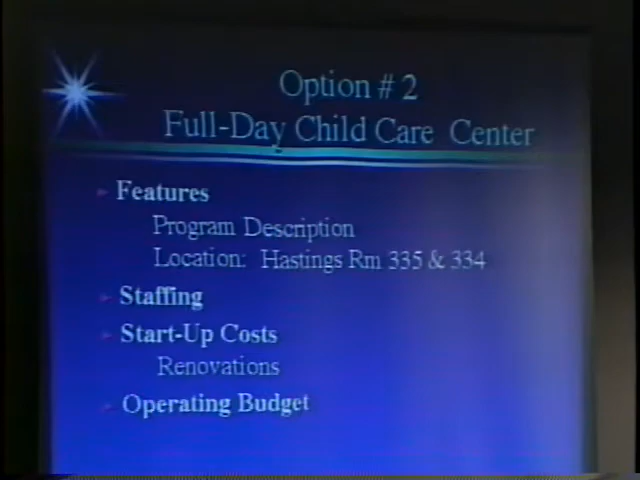 Option # 2
Full-Day Child Care Center
Features
Program Description
Location: Hastings Rm 335 & 334
Staffing
Start-Up Costs
Renovations
Operating Budget